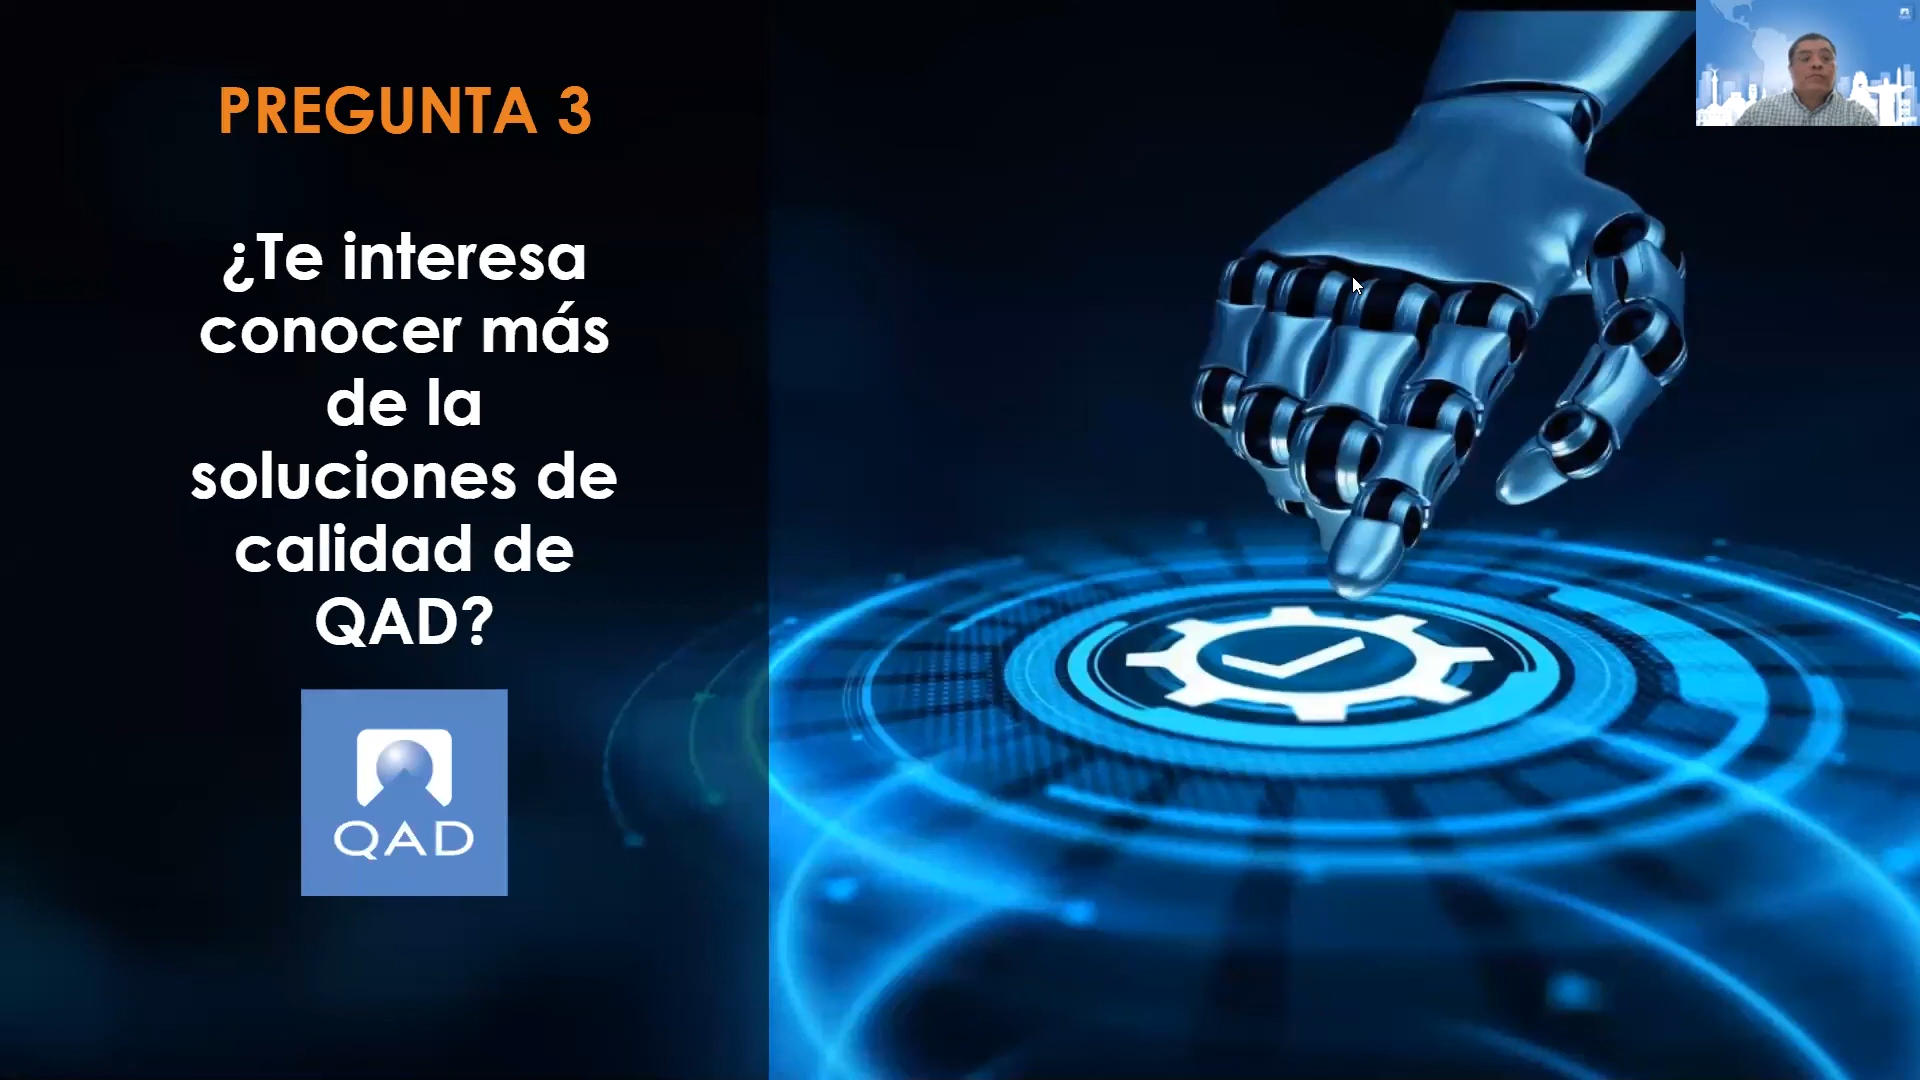 PREGUNTA 3
¿Te interesa
conocer más
de la
soluciones de
calidad de
QAD?
QAD